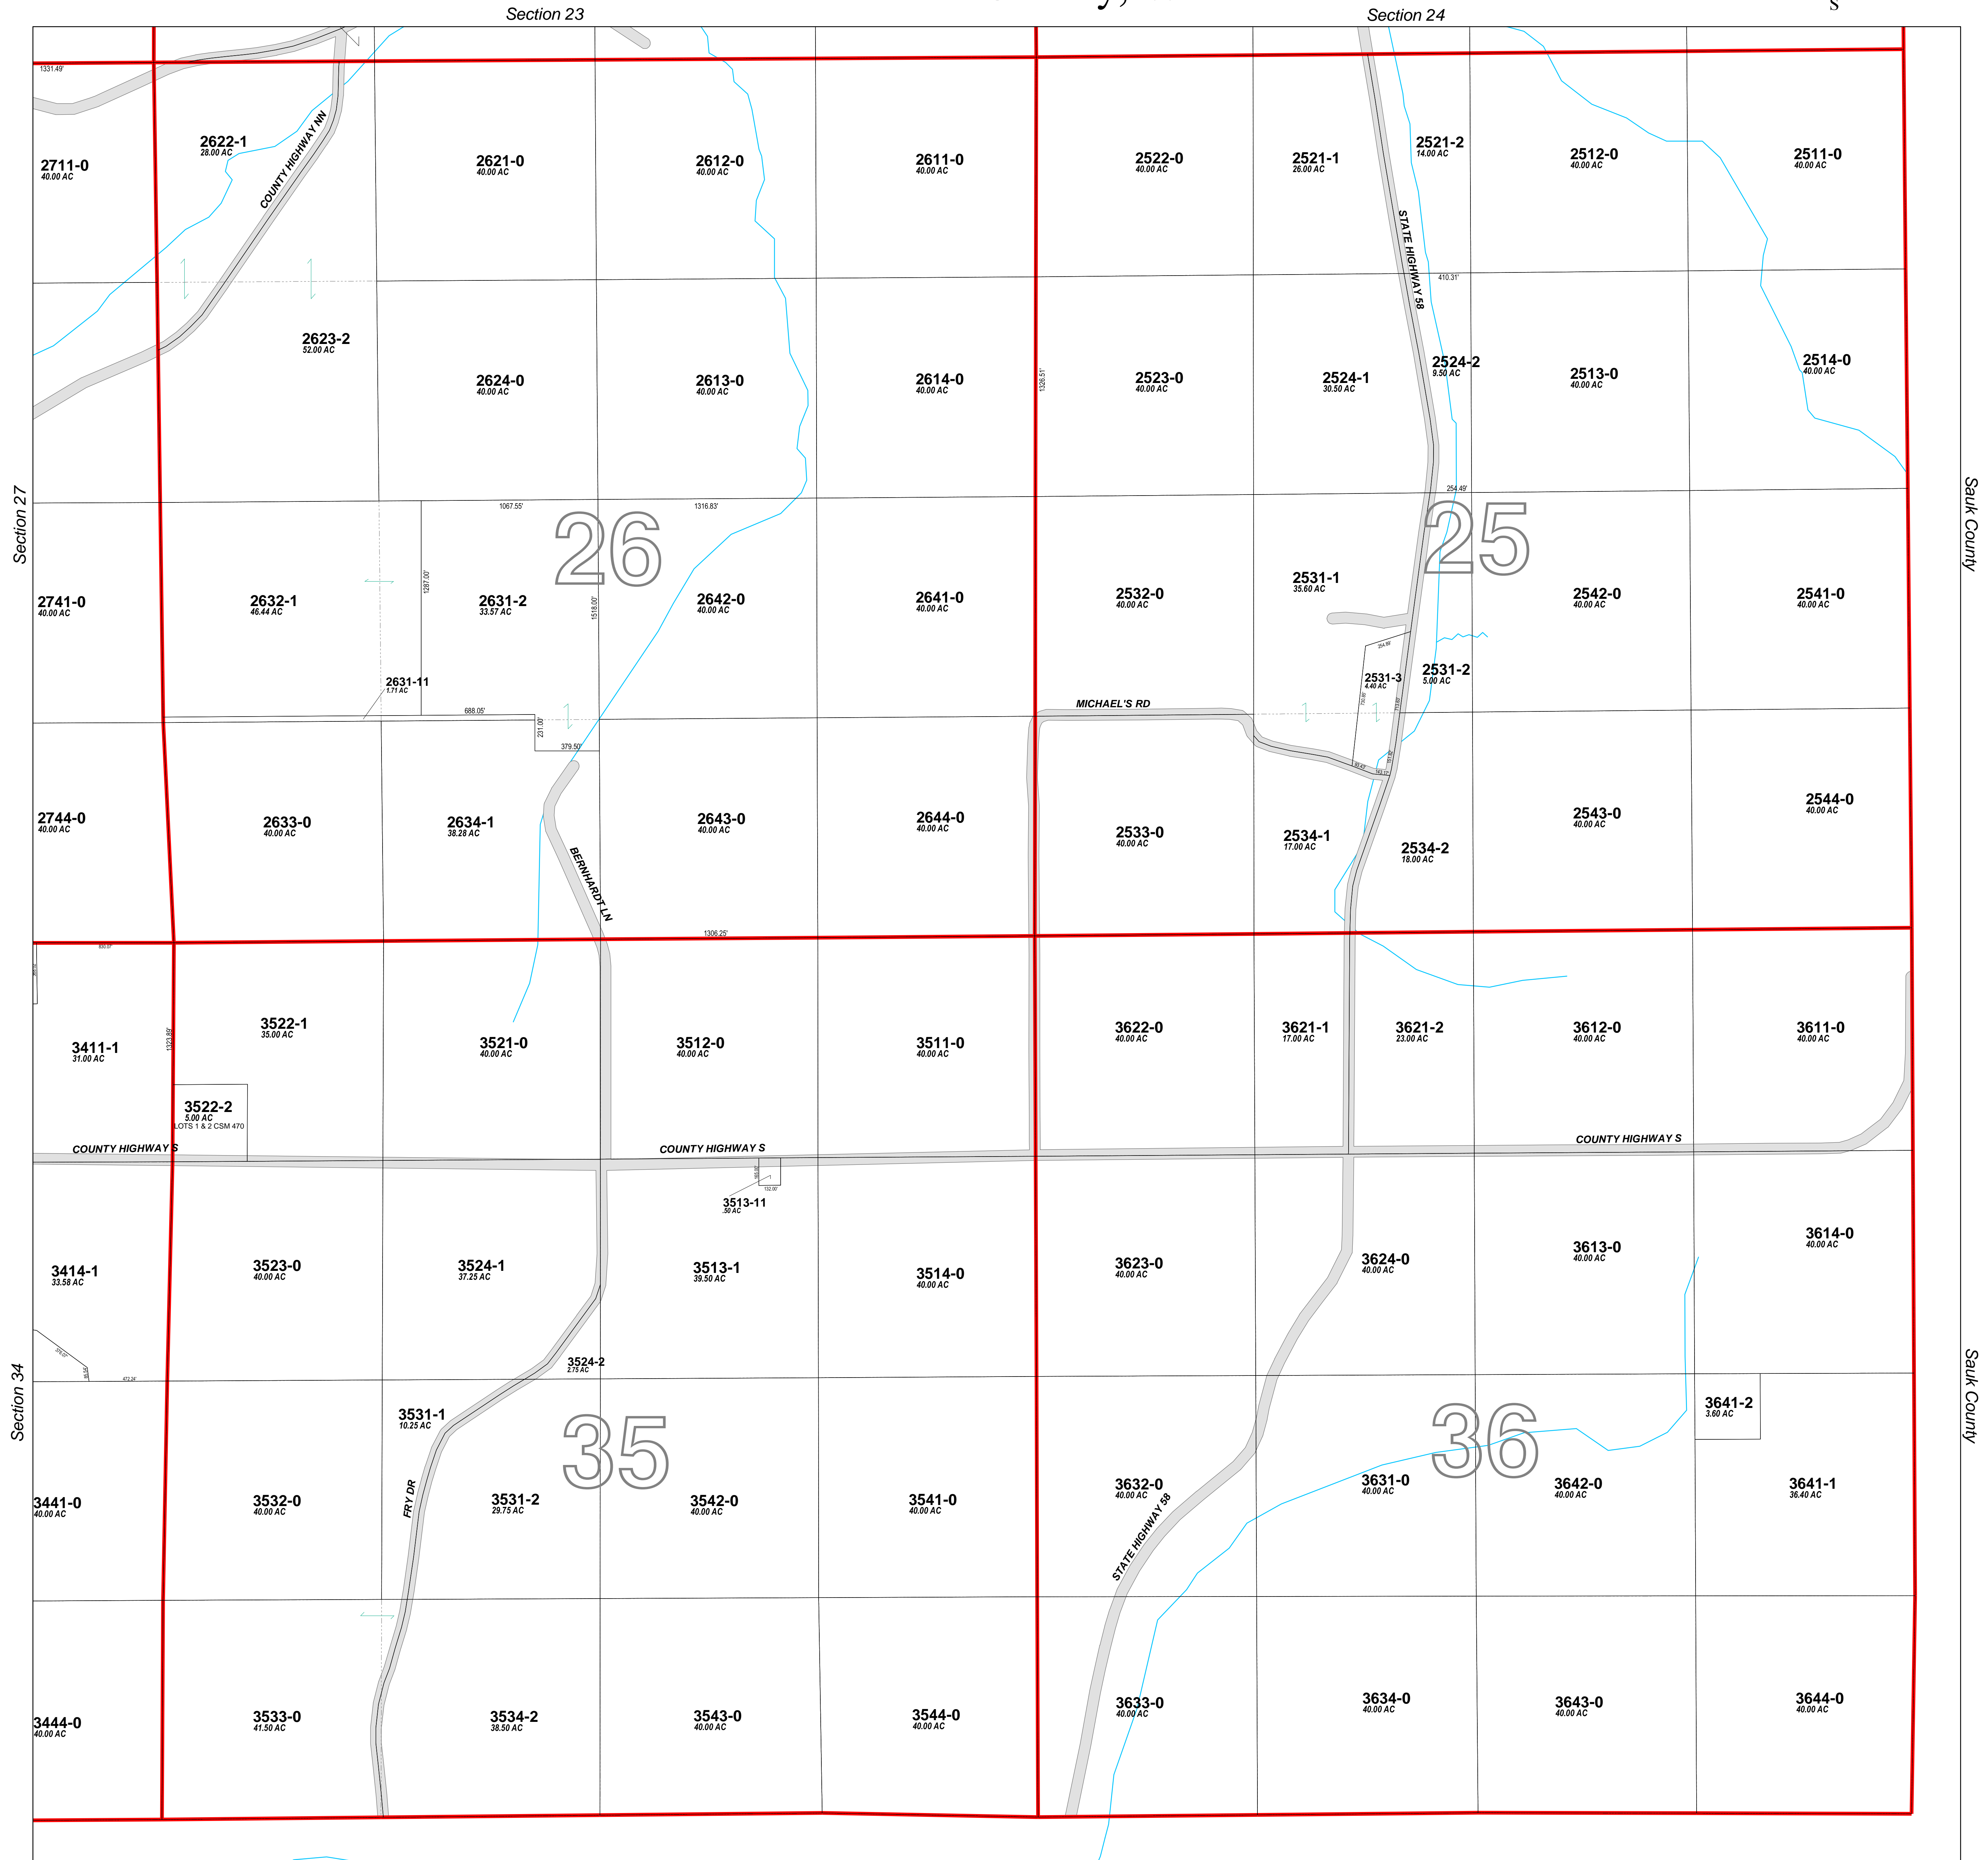 Section 23
Section 24
s
1331.49'
2711-0
40.00 AC
2622-1
28.00 AC
COUNTY HIGHWAY NN
2621-0
40.00 AC
2612-0
40.00 AC
2611-0
40.00 AC
2522-0
40.00 AC
2521-1
26.00 AC
2521-2
14.00 AC
2512-0
40.00 AC
2511-0
40.00 AC
STATE HIGHWAY 58
410.31'
2623-2
52.00 AC
2624-0
40.00 AC
2613-0
40.00 AC
2614-0
40.00 AC
1326.51'
2523-0
40.00 AC
2524-1
30.50 AC
2524-2
9.50 AC
2513-0
40.00 AC
2514-0
40.00 AC
Section 27
Sauk County
1067.55'
1316.83'
254.49'
26
25
2741-0
40.00 AC
2632-1
46.44 AC
1287.00'
2631-2
33.57 AC
1518.00'
2642-0
40.00 AC
2641-0
40.00 AC
2532-0
40.00 AC
2531-1
35.60 AC
2542-0
40.00 AC
2541-0
40.00 AC
2631-11
1.71 AC
2531-3
4.40 AC
2531-2
5.00 AC
688.05'
231.00'
379.50'
MICHAEL'S RD
2744-0
40.00 AC
2633-0
40.00 AC
2634-1
38.28 AC
BERNHARDT LN
2643-0
40.00 AC
2644-0
40.00 AC
2533-0
40.00 AC
2534-1
17.00 AC
2534-2
18.00 AC
2543-0
40.00 AC
2544-0
40.00 AC
1306.25'
3411-1
31.00 AC
1323.89'
3522-1
35.00 AC
3521-0
40.00 AC
3512-0
40.00 AC
3511-0
40.00 AC
3622-0
40.00 AC
3621-1
17.00 AC
3621-2
23.00 AC
3612-0
40.00 AC
3611-0
40.00 AC
3522-2
5.00 AC
LOTS 1 & 2 CSM 470
COUNTY HIGHWAY S
COUNTY HIGHWAY S
COUNTY HIGHWAY S
132.00'
3513-11
.50 AC
3414-1
33.58 AC
3523-0
40.00 AC
3524-1
37.25 AC
3513-1
39.50 AC
3514-0
40.00 AC
3623-0
40.00 AC
3624-0
40.00 AC
3613-0
40.00 AC
3614-0
40.00 AC
472.24'
3524-2
2.75 AC
Section 34
Sauk County
35
36
3531-1
10.25 AC
3641-2
3.60 AC
3441-0
40.00 AC
3532-0
40.00 AC
FRY DR
3531-2
29.75 AC
3542-0
40.00 AC
3541-0
40.00 AC
3632-0
40.00 AC
STATE HIGHWAY 58
3631-0
40.00 AC
3642-0
40.00 AC
3641-1
36.40 AC
3444-0
40.00 AC
3533-0
41.50 AC
3534-2
38.50 AC
3543-0
40.00 AC
3544-0
40.00 AC
3633-0
40.00 AC
3634-0
40.00 AC
3643-0
40.00 AC
3644-0
40.00 AC